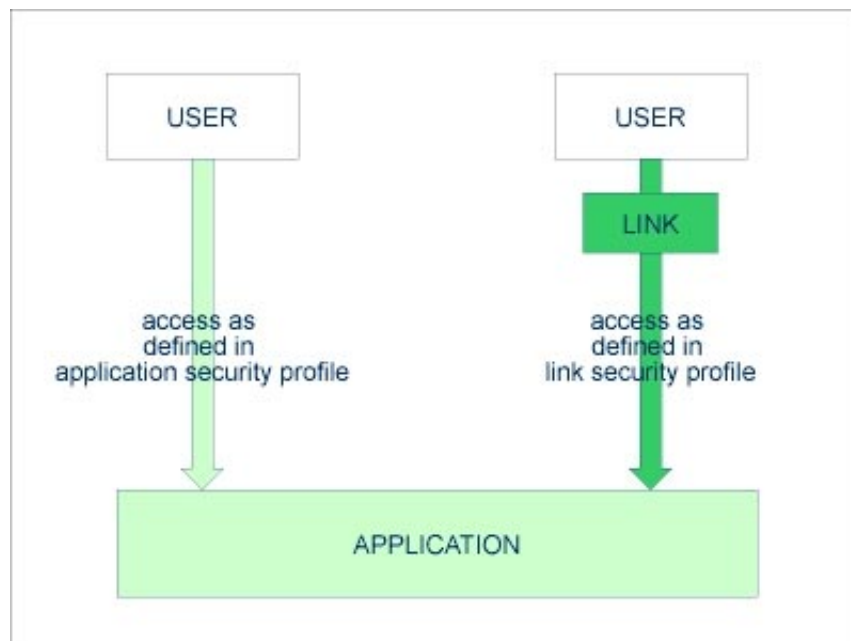 USER
USER
LINK
access as
defined in
application security profile
access as
defined in
link security profile
APPLICATION